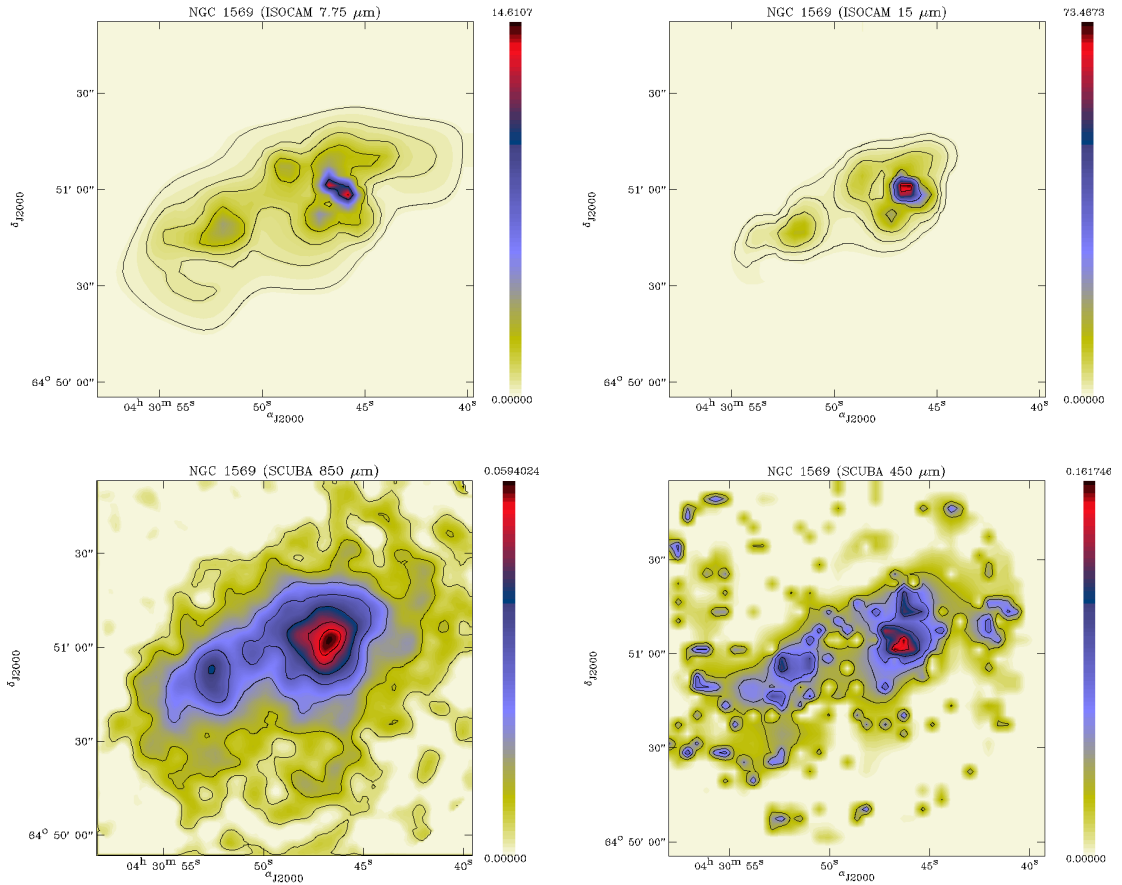 NGC 1569 (ISOCAM 7.75 μm)
14.6107
30″
51′ 00″
30″
64° 50′ 00″
δJ2000
04h 30m 55s
50s
45s
40s
αJ2000
0.00000
NGC 1569 (ISOCAM 15 μm)
73.4673
30″
51′ 00″
30″
64° 50′ 00″
δJ2000
04h 30m 55s
50s
45s
40s
αJ2000
0.00000
NGC 1569 (SCUBA 850 μm)
0.0594024
30″
51′ 00″
30″
64° 50′ 00″
δJ2000
04h 30m 55s
50s
45s
40s
αJ2000
0.00000
NGC 1569 (SCUBA 450 μm)
0.161746
30″
51′ 00″
30″
64° 50′ 00″
δJ2000
04h 30m 55s
50s
45s
40s
αJ2000
0.00000